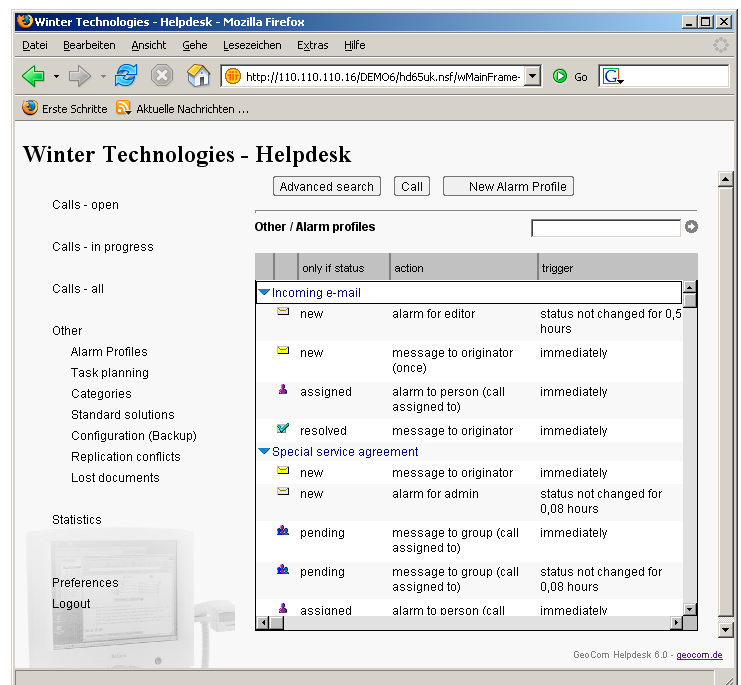 Winter Technologies - Helpdesk - Mozilla Firefox
Datei Bearbeiten Ansicht Gehe Lesezeichen Extras Hilfe
http://110.110.110.16/DEMO6/hd65uk.nsf/wMainFrame- Go G
Erste Schritte Aktuelle Nachrichten ...
Winter Technologies - Helpdesk
Advanced search Call New Alarm Profile
Calls - open
Calls - in progress
Calls - all
Other
Alarm Profiles
Task planning
Categories
Standard solutions
Configuration (Backup)
Replication conflicts
Lost documents
Statistics
Preferences
Logout
Other / Alarm profiles
only if status action trigger
Incoming e-mail
new alarm for editor status not changed for 0,5
hours
new message to originator immediately
(once)
assigned alarm to person (call immediately
assigned to)
resolved message to originator immediately
Special service agreement
new message to originator immediately
new alarm for admin status not changed for
0,08 hours
pending message to group (call immediately
assigned to)
pending message to group (call status not changed for
assigned to) 0,08 hours
assigned alarm to person (call immediately
GeoCom Helpdesk 6.0 - geocom.de